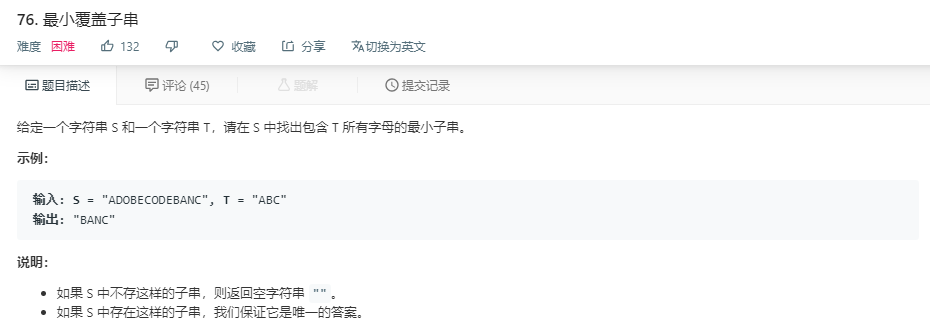 76. 最小覆盖子串
难度 困难 132 收藏 分享 切换为英文
题目描述 评论 (45) 题解 提交记录
给定一个字符串 S 和一个字符串 T，请在 S 中找出包含 T 所有字母的最小子串。
示例：
输入: S = "ADOBECODEBANC", T = "ABC"
输出: "BANC"
说明：
如果 S 中不存这样的子串，则返回空字符串 ""。
如果 S 中存在这样的子串，我们保证它是唯一的答案。